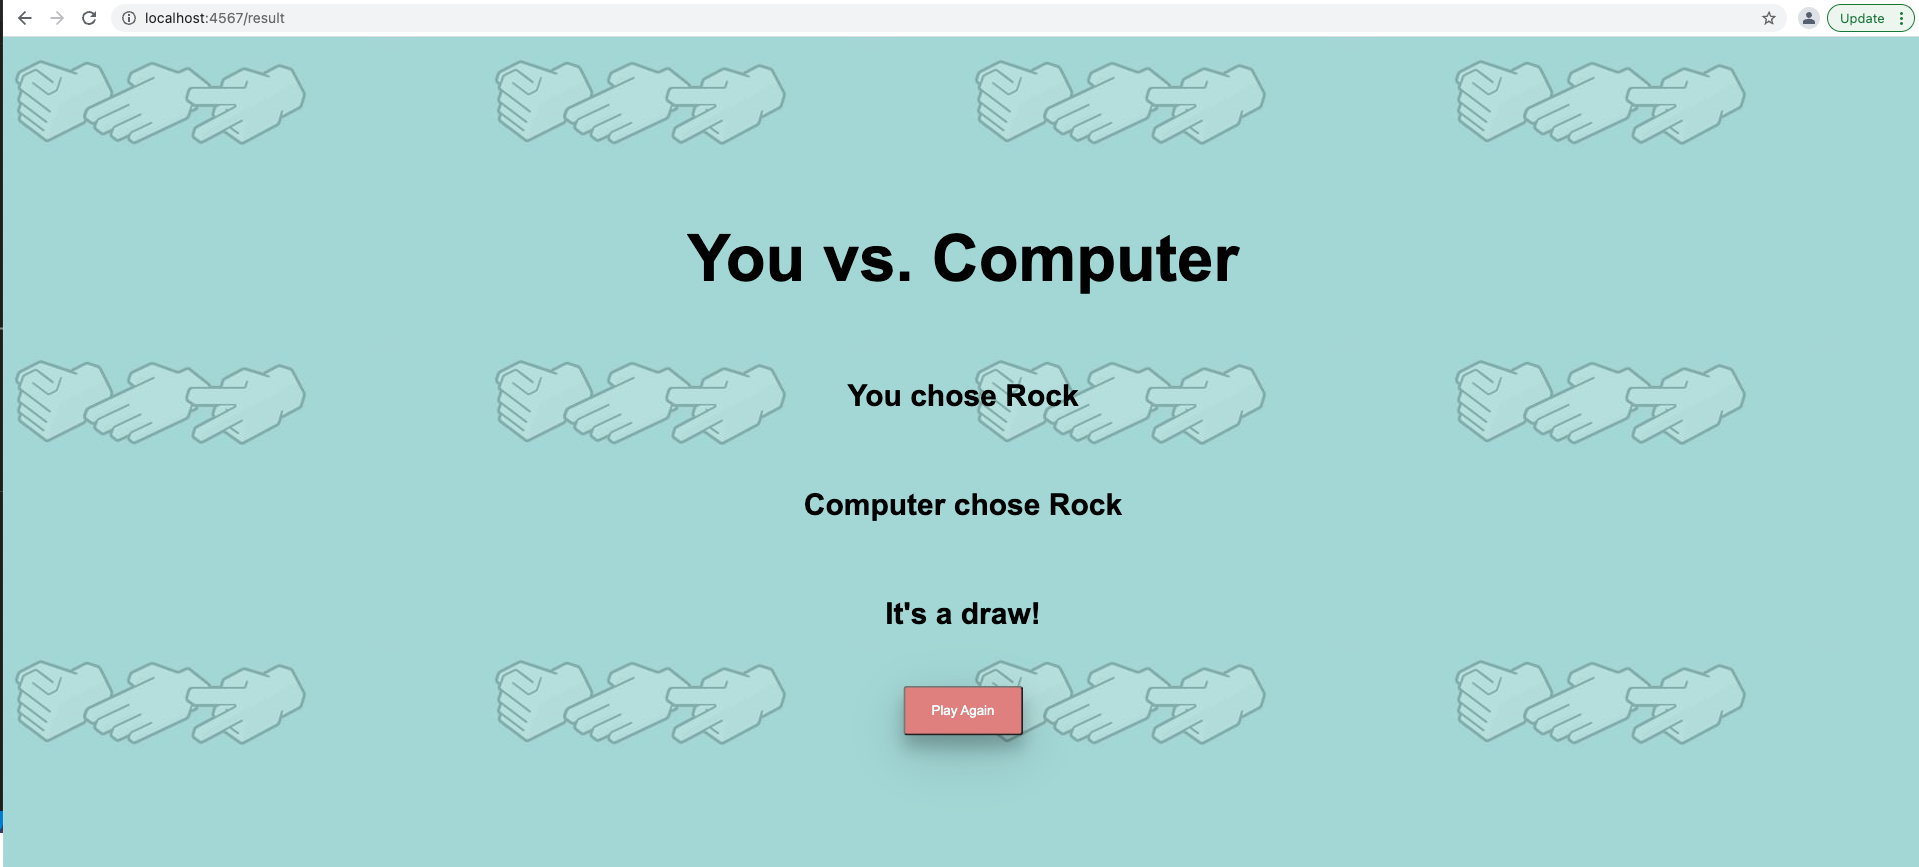 localhost:4567/result
Update
You vs. Computer
You chose Rock
Computer chose Rock
It's a draw!
Play Again